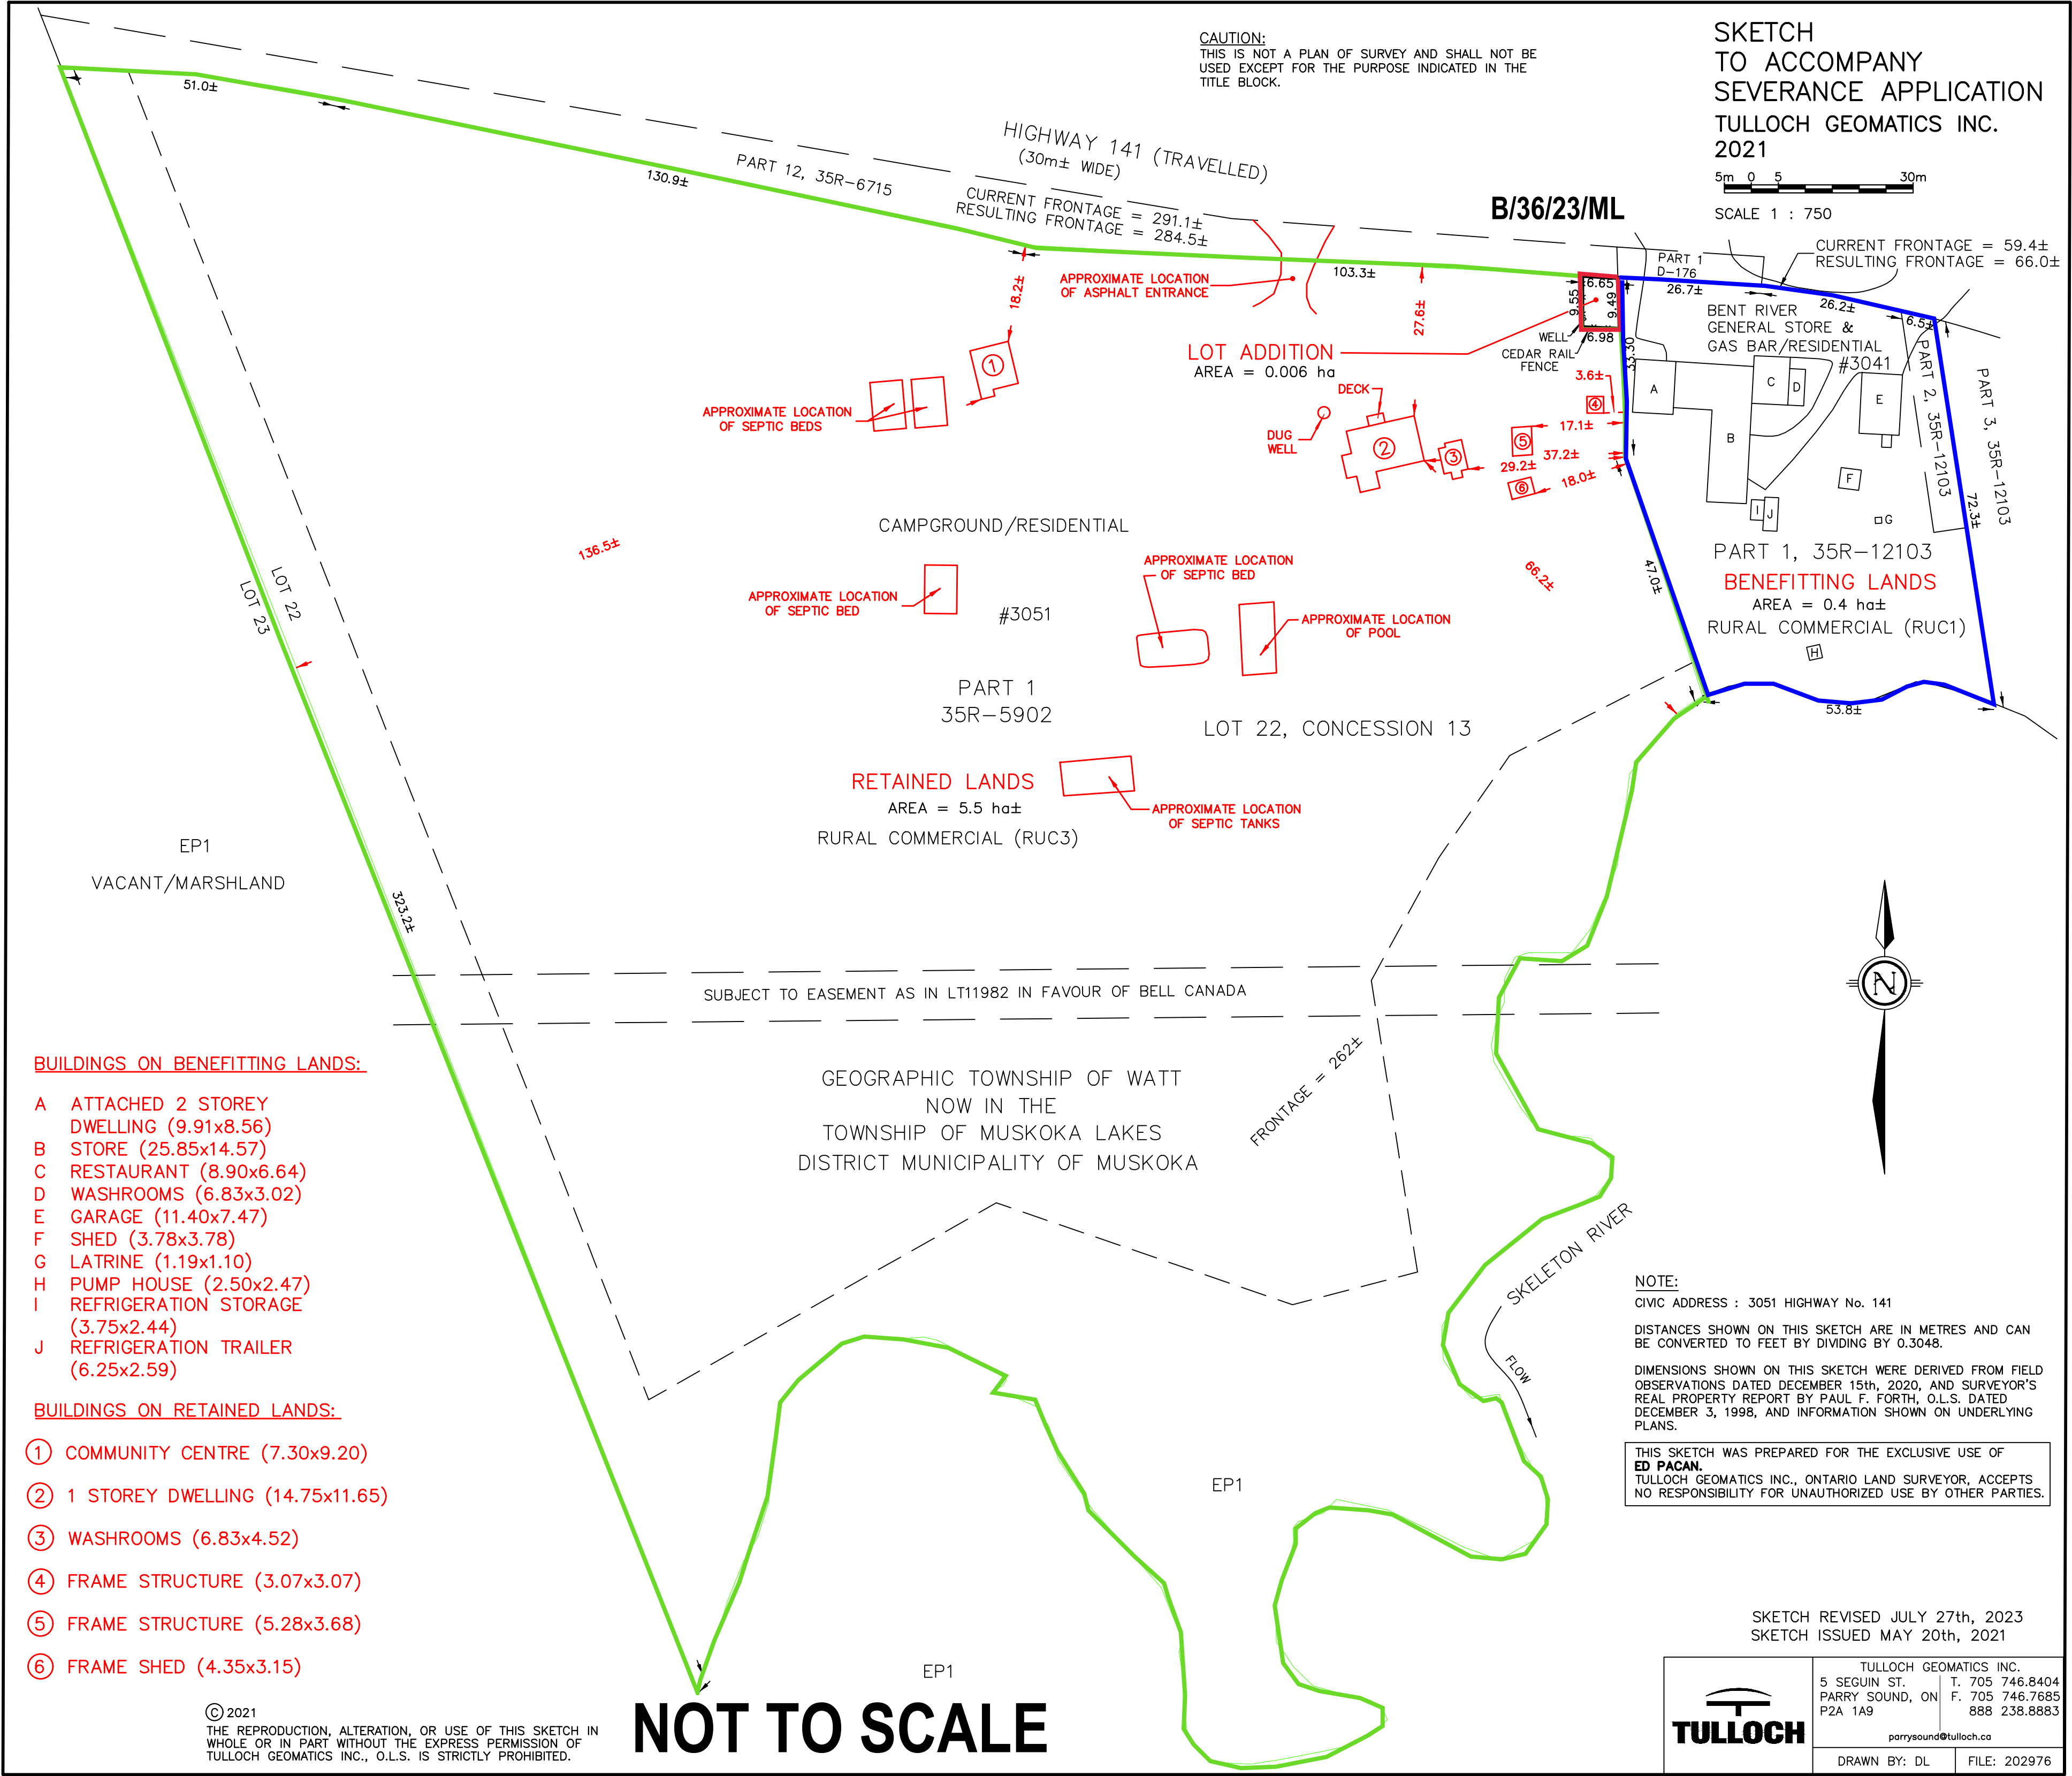 CAUTION:
THIS IS NOT A PLAN OF SURVEY AND SHALL NOT BE
USED EXCEPT FOR THE PURPOSE INDICATED IN THE
TITLE BLOCK.
SKETCH
TO ACCOMPANY
SEVERANCE APPLICATION
TULLOCH GEOMATICS INC.
2021
5m 0 5 30m
SCALE 1 : 750
B/36/23/ML
51.0±
130.9±
PART 12, 35R-6715
HIGHWAY 141 (TRAVELLED)
(30m± WIDE)
CURRENT FRONTAGE = 291.1±
RESULTING FRONTAGE = 284.5±
103.3±
CURRENT FRONTAGE = 59.4±
RESULTING FRONTAGE = 66.0±
PART 1
D-176
26.7±
26.2±
6.5±
APPROXIMATE LOCATION
OF ASPHALT ENTRANCE
18.2±
27.6±
6.65
9.55
9.49
6.98
33.30
WELL
CEDAR RAIL
FENCE
BENT RIVER
GENERAL STORE &
GAS BAR/RESIDENTIAL
#3041
LOT ADDITION
AREA = 0.006 ha
PART 2, 35R-12103
PART 3, 35R-12103
A
B
C
D
E
F
G
H
I
J
1
2
3
4
5
6
APPROXIMATE LOCATION
OF SEPTIC BEDS
DECK
DUG
WELL
3.6±
17.1±
37.2±
29.2±
18.0±
72.3±
CAMPGROUND/RESIDENTIAL
136.5±
66.2±
47.0±
APPROXIMATE LOCATION
OF SEPTIC BED
APPROXIMATE LOCATION
OF SEPTIC BED
#3051
APPROXIMATE LOCATION
OF POOL
PART 1, 35R-12103
BENEFITTING LANDS
AREA = 0.4 ha±
RURAL COMMERCIAL (RUC1)
53.8±
LOT 22
LOT 23
PART 1
35R-5902
LOT 22, CONCESSION 13
RETAINED LANDS
AREA = 5.5 ha±
RURAL COMMERCIAL (RUC3)
APPROXIMATE LOCATION
OF SEPTIC TANKS
EP1
VACANT/MARSHLAND
323.2±
SUBJECT TO EASEMENT AS IN LT11982 IN FAVOUR OF BELL CANADA
N
GEOGRAPHIC TOWNSHIP OF WATT
NOW IN THE
TOWNSHIP OF MUSKOKA LAKES
DISTRICT MUNICIPALITY OF MUSKOKA
FRONTAGE = 262±
SKELETON RIVER
FLOW
EP1
EP1
BUILDINGS ON BENEFITTING LANDS:
A ATTACHED 2 STOREY
DWELLING (9.91x8.56)
B STORE (25.85x14.57)
C RESTAURANT (8.90x6.64)
D WASHROOMS (6.83x3.02)
E GARAGE (11.40x7.47)
F SHED (3.78x3.78)
G LATRINE (1.19x1.10)
H PUMP HOUSE (2.50x2.47)
I REFRIGERATION STORAGE
(3.75x2.44)
J REFRIGERATION TRAILER
(6.25x2.59)
BUILDINGS ON RETAINED LANDS:
1 COMMUNITY CENTRE (7.30x9.20)
2 1 STOREY DWELLING (14.75x11.65)
3 WASHROOMS (6.83x4.52)
4 FRAME STRUCTURE (3.07x3.07)
5 FRAME STRUCTURE (5.28x3.68)
6 FRAME SHED (4.35x3.15)
© 2021
THE REPRODUCTION, ALTERATION, OR USE OF THIS SKETCH IN
WHOLE OR IN PART WITHOUT THE EXPRESS PERMISSION OF
TULLOCH GEOMATICS INC., O.L.S. IS STRICTLY PROHIBITED.
NOT TO SCALE
NOTE:
CIVIC ADDRESS : 3051 HIGHWAY No. 141
DISTANCES SHOWN ON THIS SKETCH ARE IN METRES AND CAN
BE CONVERTED TO FEET BY DIVIDING BY 0.3048.
DIMENSIONS SHOWN ON THIS SKETCH WERE DERIVED FROM FIELD
OBSERVATIONS DATED DECEMBER 15th, 2020, AND SURVEYOR'S
REAL PROPERTY REPORT BY PAUL F. FORTH, O.L.S. DATED
DECEMBER 3, 1998, AND INFORMATION SHOWN ON UNDERLYING
PLANS.
THIS SKETCH WAS PREPARED FOR THE EXCLUSIVE USE OF
ED PACAN.
TULLOCH GEOMATICS INC., ONTARIO LAND SURVEYOR, ACCEPTS
NO RESPONSIBILITY FOR UNAUTHORIZED USE BY OTHER PARTIES.
SKETCH REVISED JULY 27th, 2023
SKETCH ISSUED MAY 20th, 2021
TULLOCH
TULLOCH GEOMATICS INC.
5 SEGUIN ST. T. 705 746.8404
PARRY SOUND, ON F. 705 746.7685
P2A 1A9 888 238.8883
parrysound@tulloch.ca
DRAWN BY: DL FILE: 202976